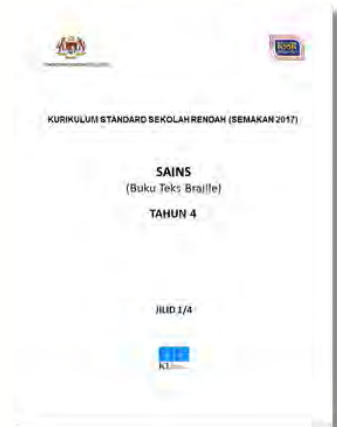 KURIKULUM STANDARD SEKOLAH RENDAH (SEMAKAN 2017)
SAINS
(Buku Teks Braille)
TAHUN 4
JILID 1/4